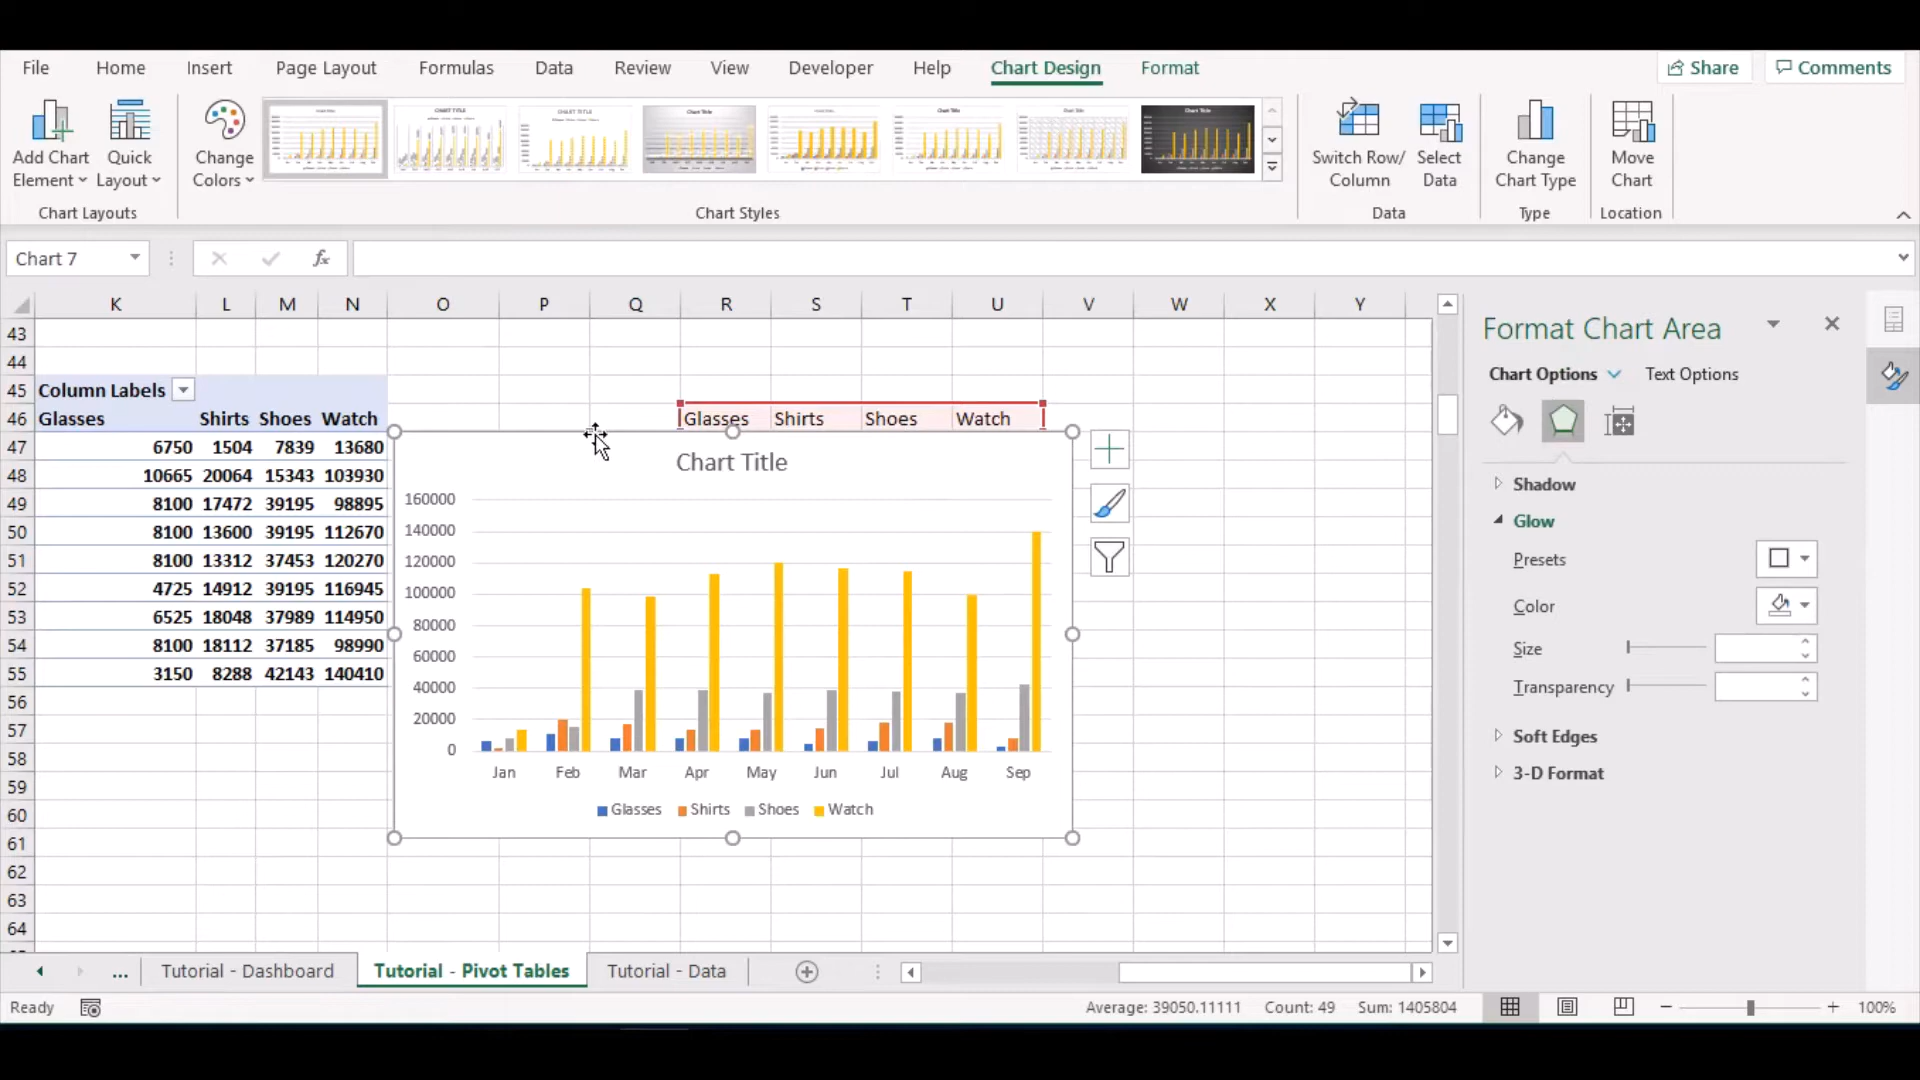 File Home Insert Page Layout Formulas Data Review View Developer Help Chart Design Format Share Comments
Add Chart Element
Quick Layout
Change Colors
Switch Row/ Column
Select Data
Change Chart Type
Move Chart
Chart Layouts Chart Styles Data Type Location
Chart 7 fx
K L M N O P Q R S T U V W X Y
43
44
45 Column Labels
46 Glasses Shirts Shoes Watch Glasses Shirts Shoes Watch
47 6750 1504 7839 13680
48 10665 20064 15343 103930
49 8100 17472 39195 98895
50 8100 13600 39195 112670
51 8100 13312 37453 120270
52 4725 14912 39195 116945
53 6525 18048 37989 114950
54 8100 18112 37185 98990
55 3150 8288 42143 140410
56
57
58
59
60
61
62
63
64
Chart Title
160000
140000
120000
100000
80000
60000
40000
20000
0
Jan Feb Mar Apr May Jun Jul Aug Sep
Glasses Shirts Shoes Watch
Format Chart Area
Chart Options Text Options
Shadow
Glow
Presets
Color
Size
Transparency
Soft Edges
3-D Format
... Tutorial - Dashboard Tutorial - Pivot Tables Tutorial - Data
Ready Average: 39050.11111 Count: 49 Sum: 1405804 100%